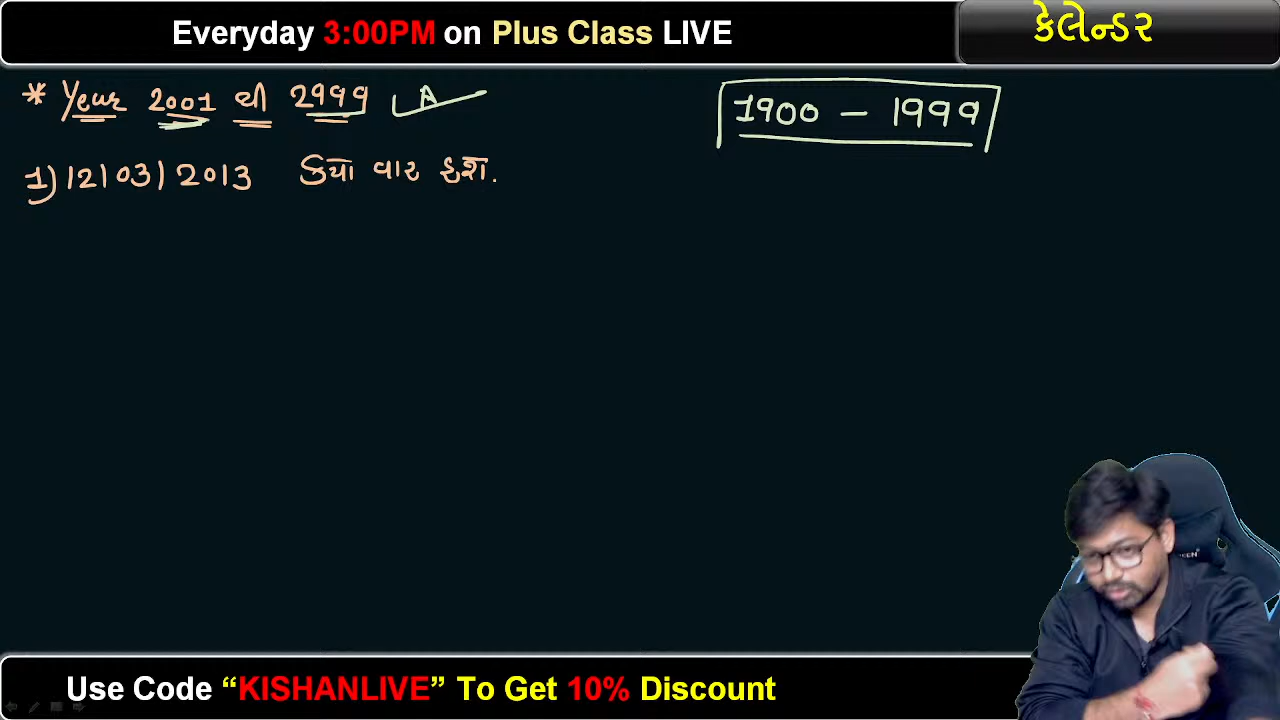 Everyday 3:00PM on Plus Class LIVE
કેલેન્ડર
* Year 2001 થી 2999 A
1900 - 1999
1) 12/03/2013 કયો વાર હશે.
Use Code “KISHANLIVE” To Get 10% Discount